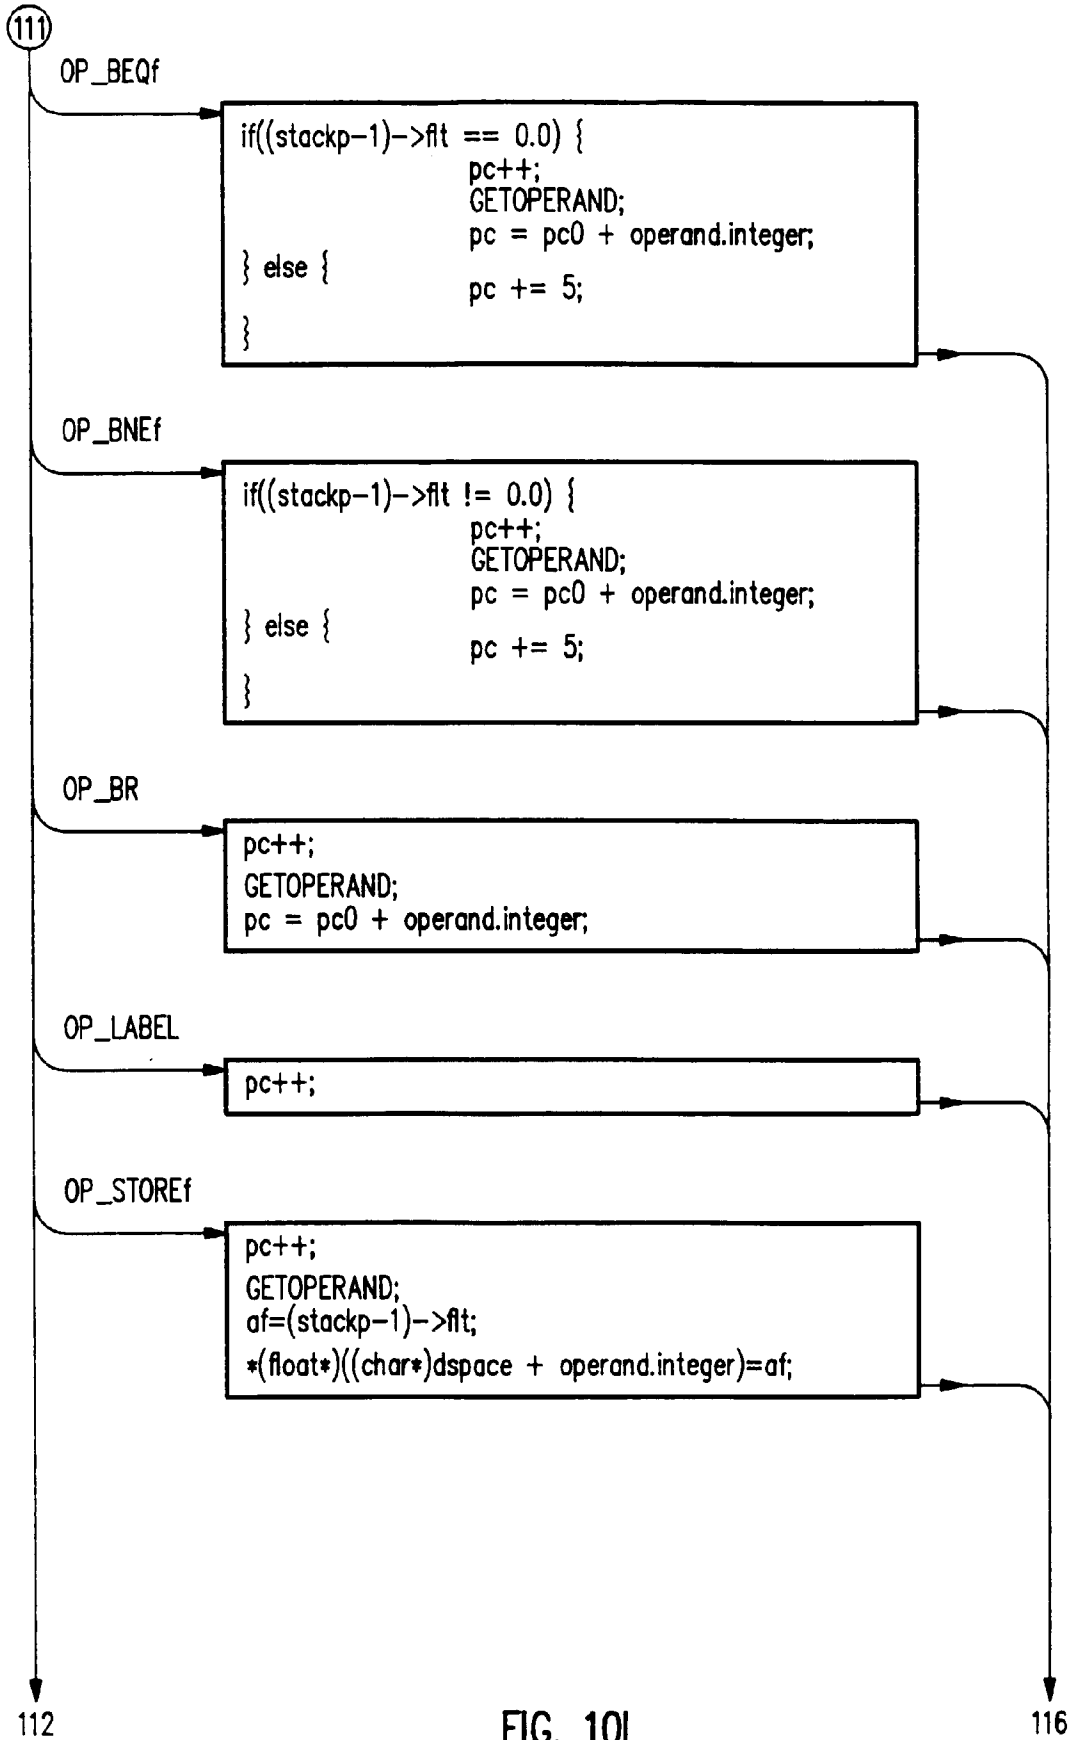 111
OP_BEQf
if((stackp-1)->flt == 0.0) {
pc++;
GETOPERAND;
pc = pc0 + operand.integer;
} else {
pc += 5;
}
OP_BNEf
if((stackp-1)->flt != 0.0) {
pc++;
GETOPERAND;
pc = pc0 + operand.integer;
} else {
pc += 5;
}
OP_BR
pc++;
GETOPERAND;
pc = pc0 + operand.integer;
OP_LABEL
pc++;
OP_STOREf
pc++;
GETOPERAND;
af=(stackp-1)->flt;
*(float*)((char*)dspace + operand.integer)=af;
112
116
FIG.